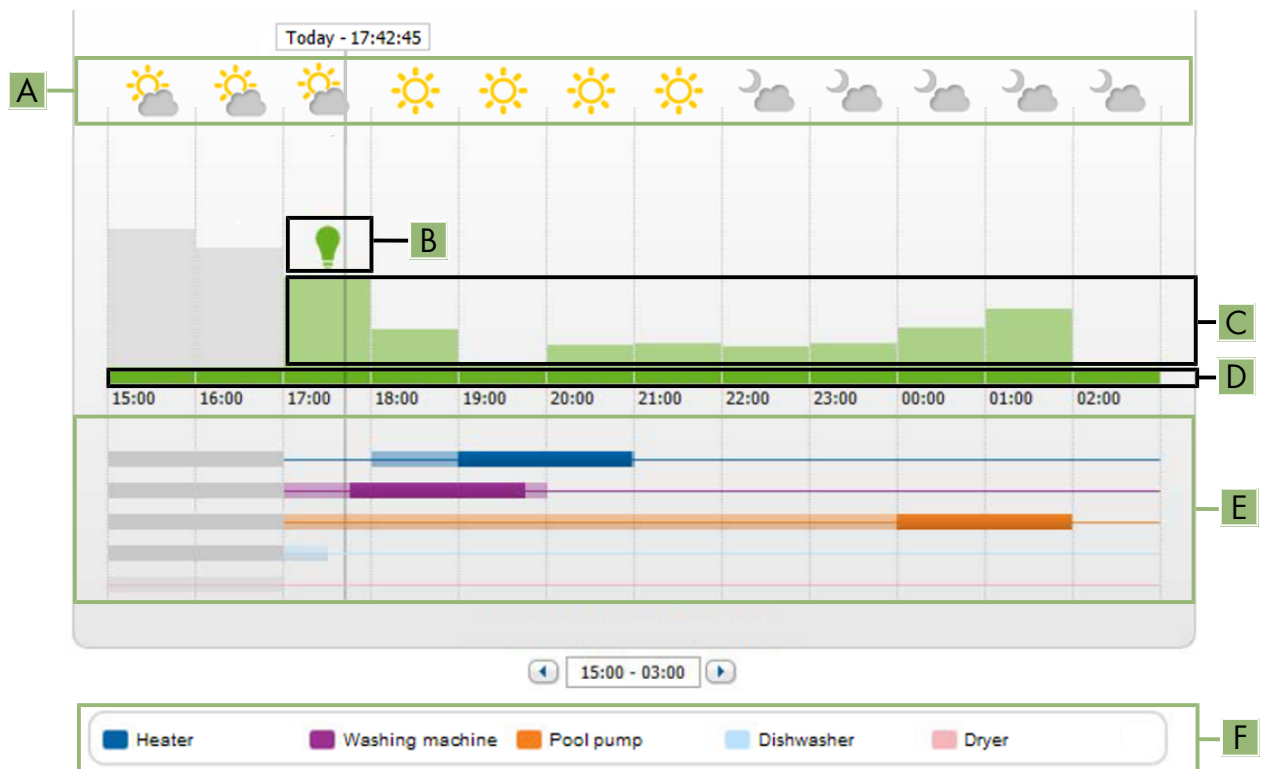 Today - 17:42:45
A
B
C
D
15:00 16:00 17:00 18:00 19:00 20:00 21:00 22:00 23:00 00:00 01:00 02:00
E
15:00 - 03:00
Heater Washing machine Pool pump Dishwasher Dryer
F